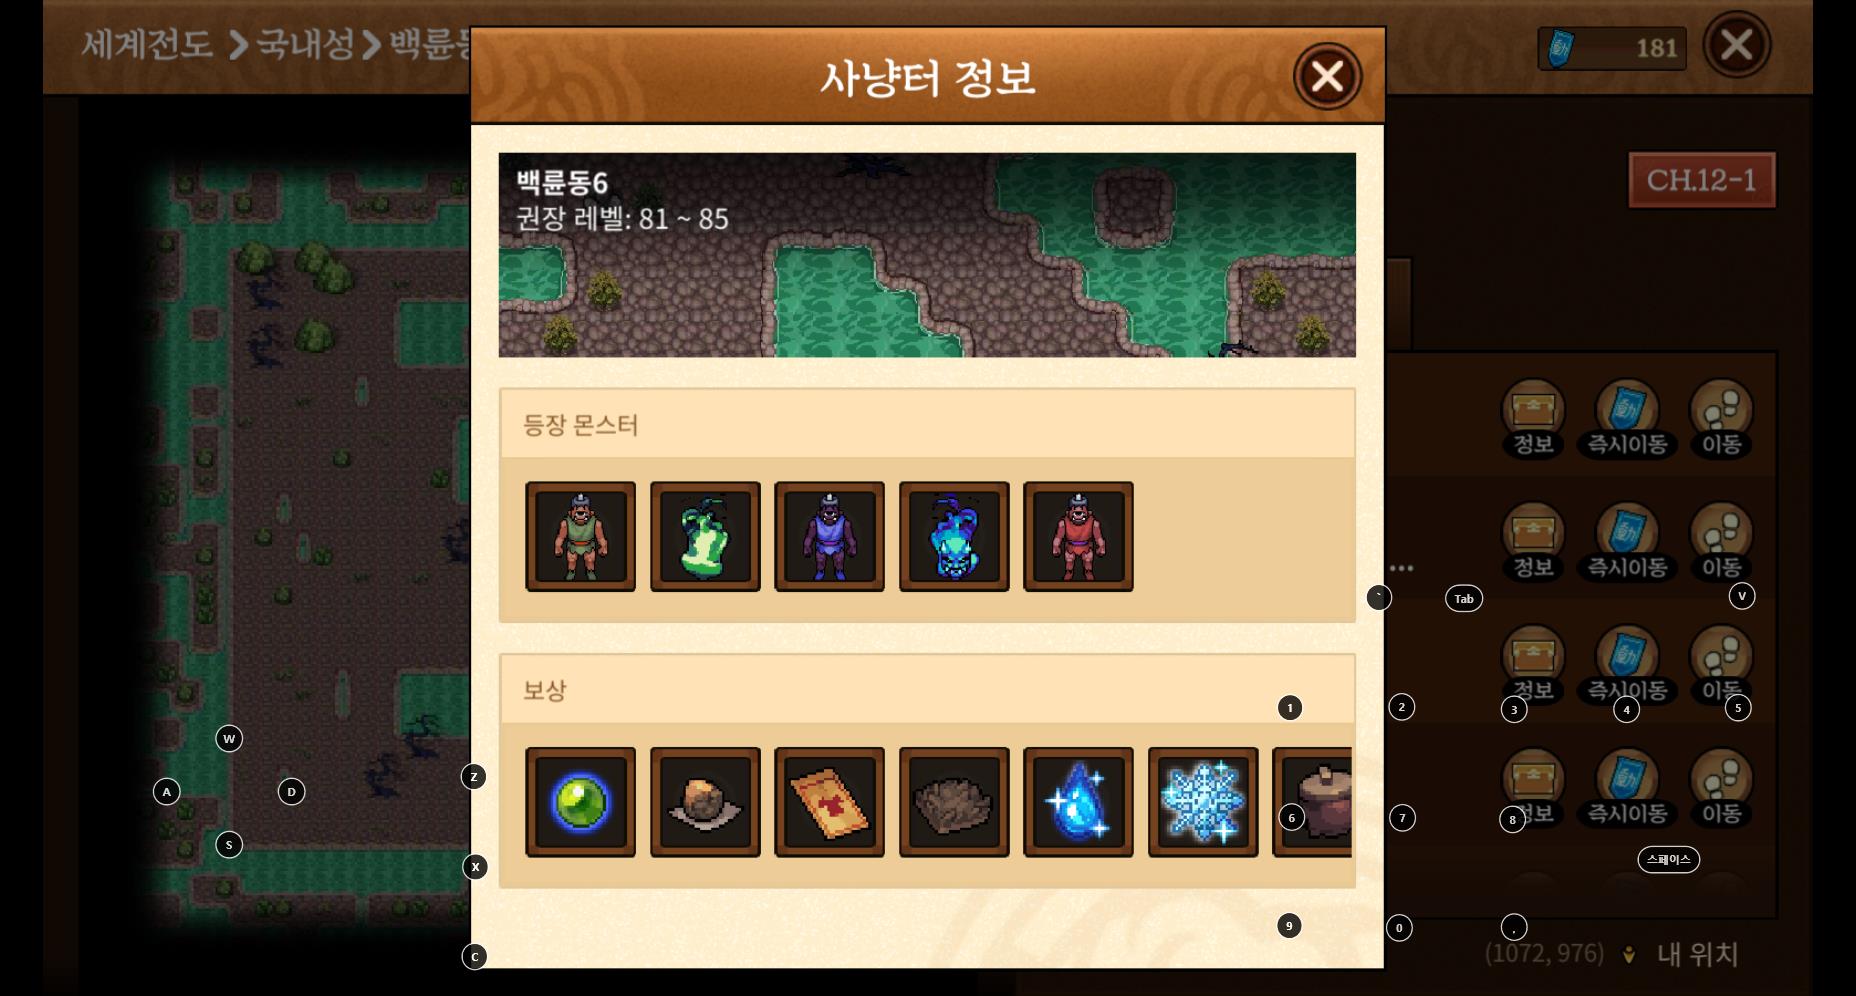 세계전도 > 국내성 > 백륜동
181
사냥터 정보
CH.12-1
백륜동6
권장 레벨: 81 ~ 85
등장 몬스터
정보 즉시이동 이동
...
정보 즉시이동 이동
` Tab V
정보 즉시이동 이동
보상
1 2 3 4 5
W
Z
A D
정보 즉시이동 이동
6 7 8
S
X
스페이스
9 0 ,
C
(1072, 976) 내 위치